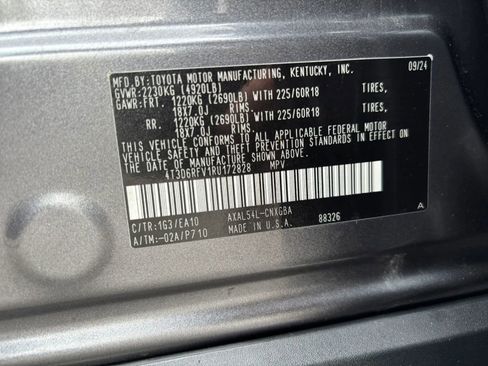 MFD.BY:TOYOTA MOTOR MANUFACTURING, KENTUCKY, INC. 09/24
GVWR:2230KG (4920LB)
GAWR:FRT. 1220KG (2690LB) WITH 225/60R18 TIRES,
18X7.0J RIMS.
RR. 1220KG (2690LB) WITH 225/60R18 TIRES,
18X7.0J RIMS.
THIS VEHICLE CONFORMS TO ALL APPLICABLE FEDERAL MOTOR
VEHICLE SAFETY AND THEFT PREVENTION STANDARDS IN EFFECT ON
THE DATE OF MANUFACTURE SHOWN ABOVE.
4T3D6RFV1RU172828 MPV
C/TR:1G3/EA10 AXAL54L-CNXGBA
A/TM:-02A/P710 MADE IN U.S.A. 88326 A